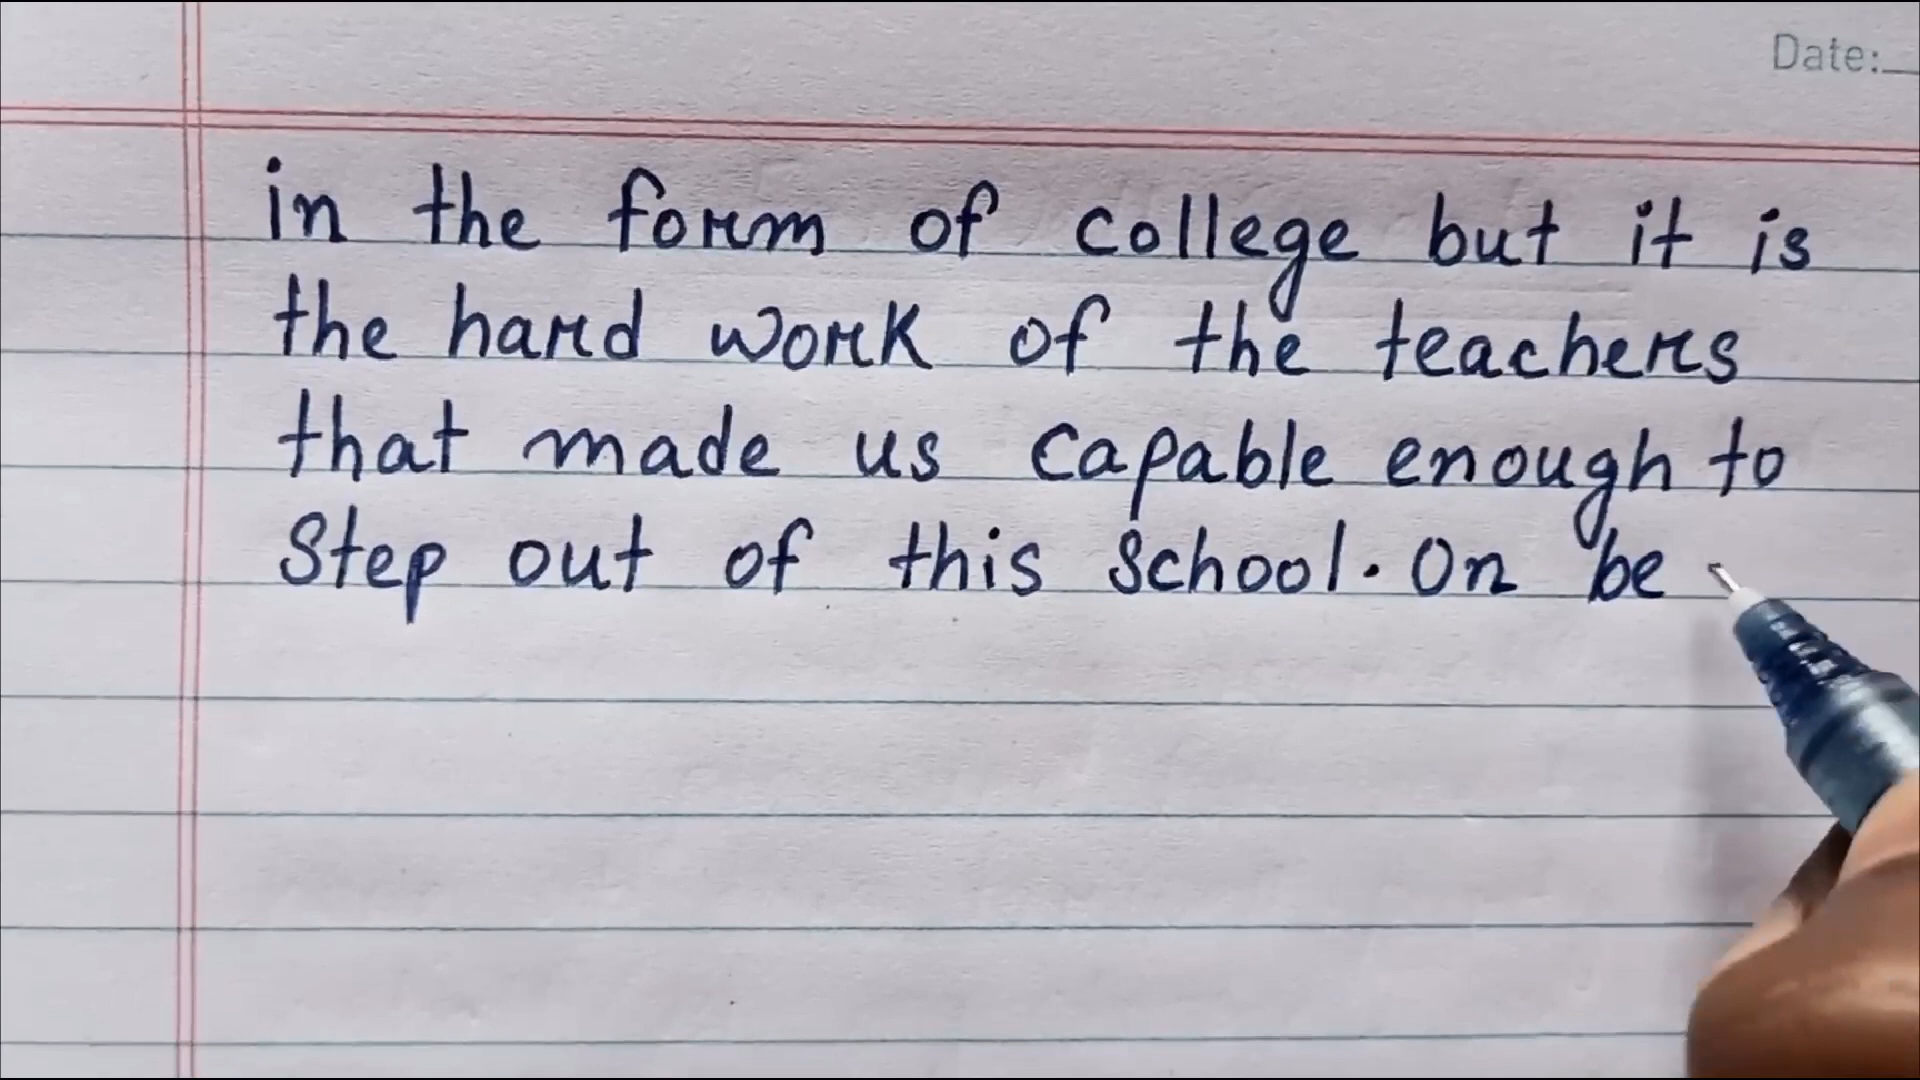 Date:
in the form of college but it is
the hard work of the teachers
that made us capable enough to
Step out of this School. On be